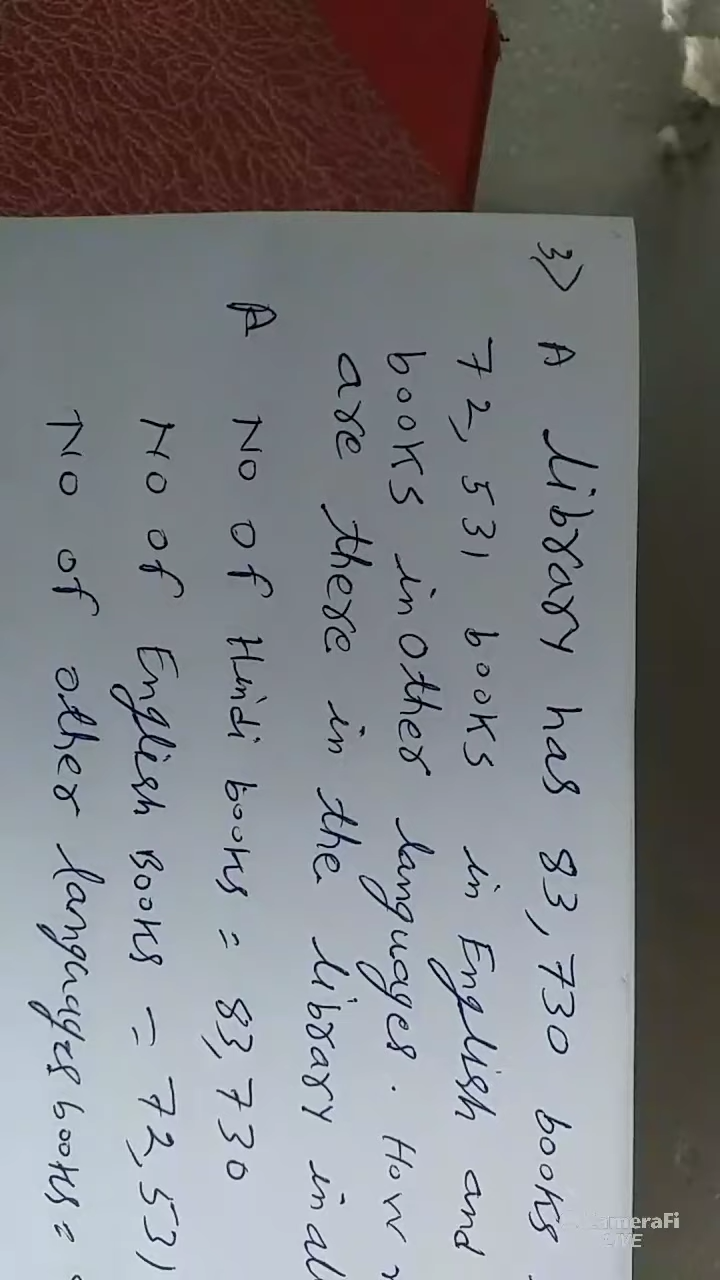 3) A library has 83,730 books
72,531 books in English and
books in other languages. How
are there in the library in al
A No of Hindi books = 83,730
No of English Books = 72,531
No of other languages books =
CameraFi
LIVE